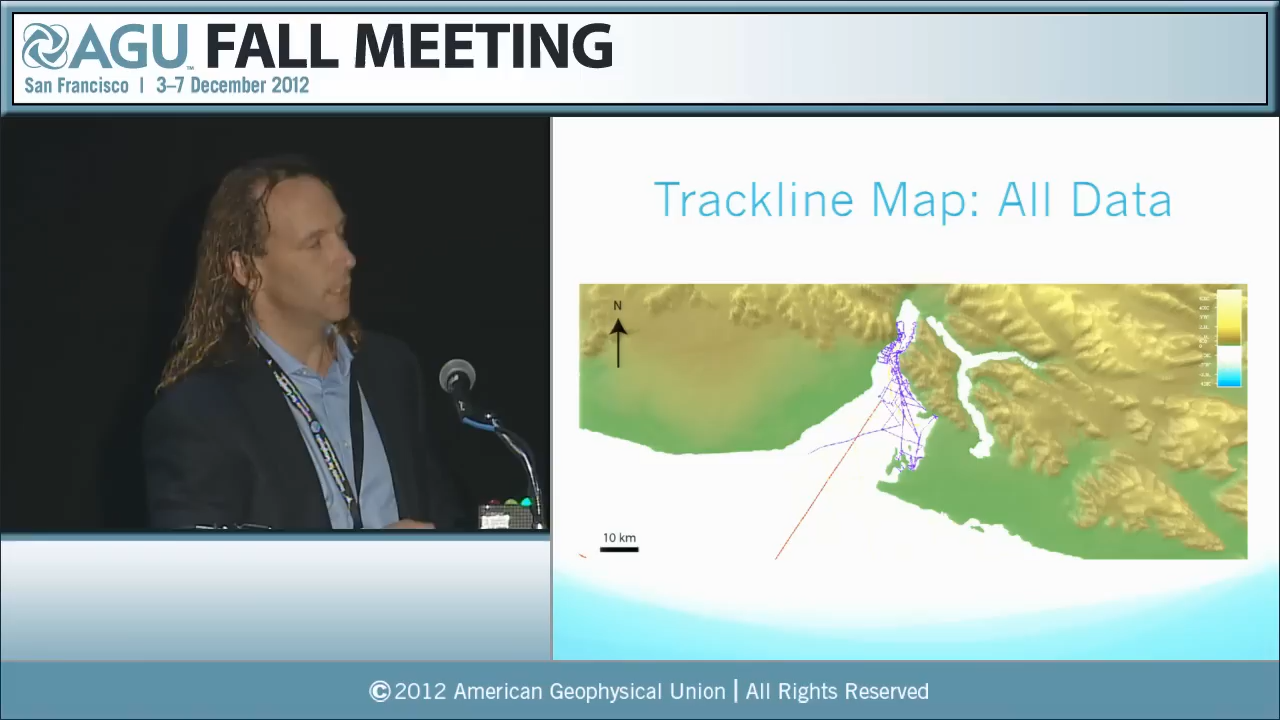 AGU FALL MEETING
San Francisco | 3–7 December 2012
Trackline Map: All Data
N
10 km
©2012 American Geophysical Union | All Rights Reserved